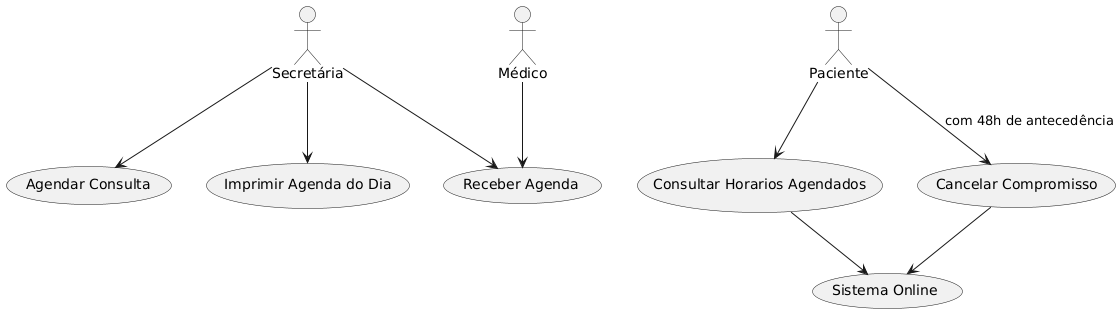 Secretária
Médico
Paciente
com 48h de antecedência
Agendar Consulta
Imprimir Agenda do Dia
Receber Agenda
Consultar Horarios Agendados
Cancelar Compromisso
Sistema Online